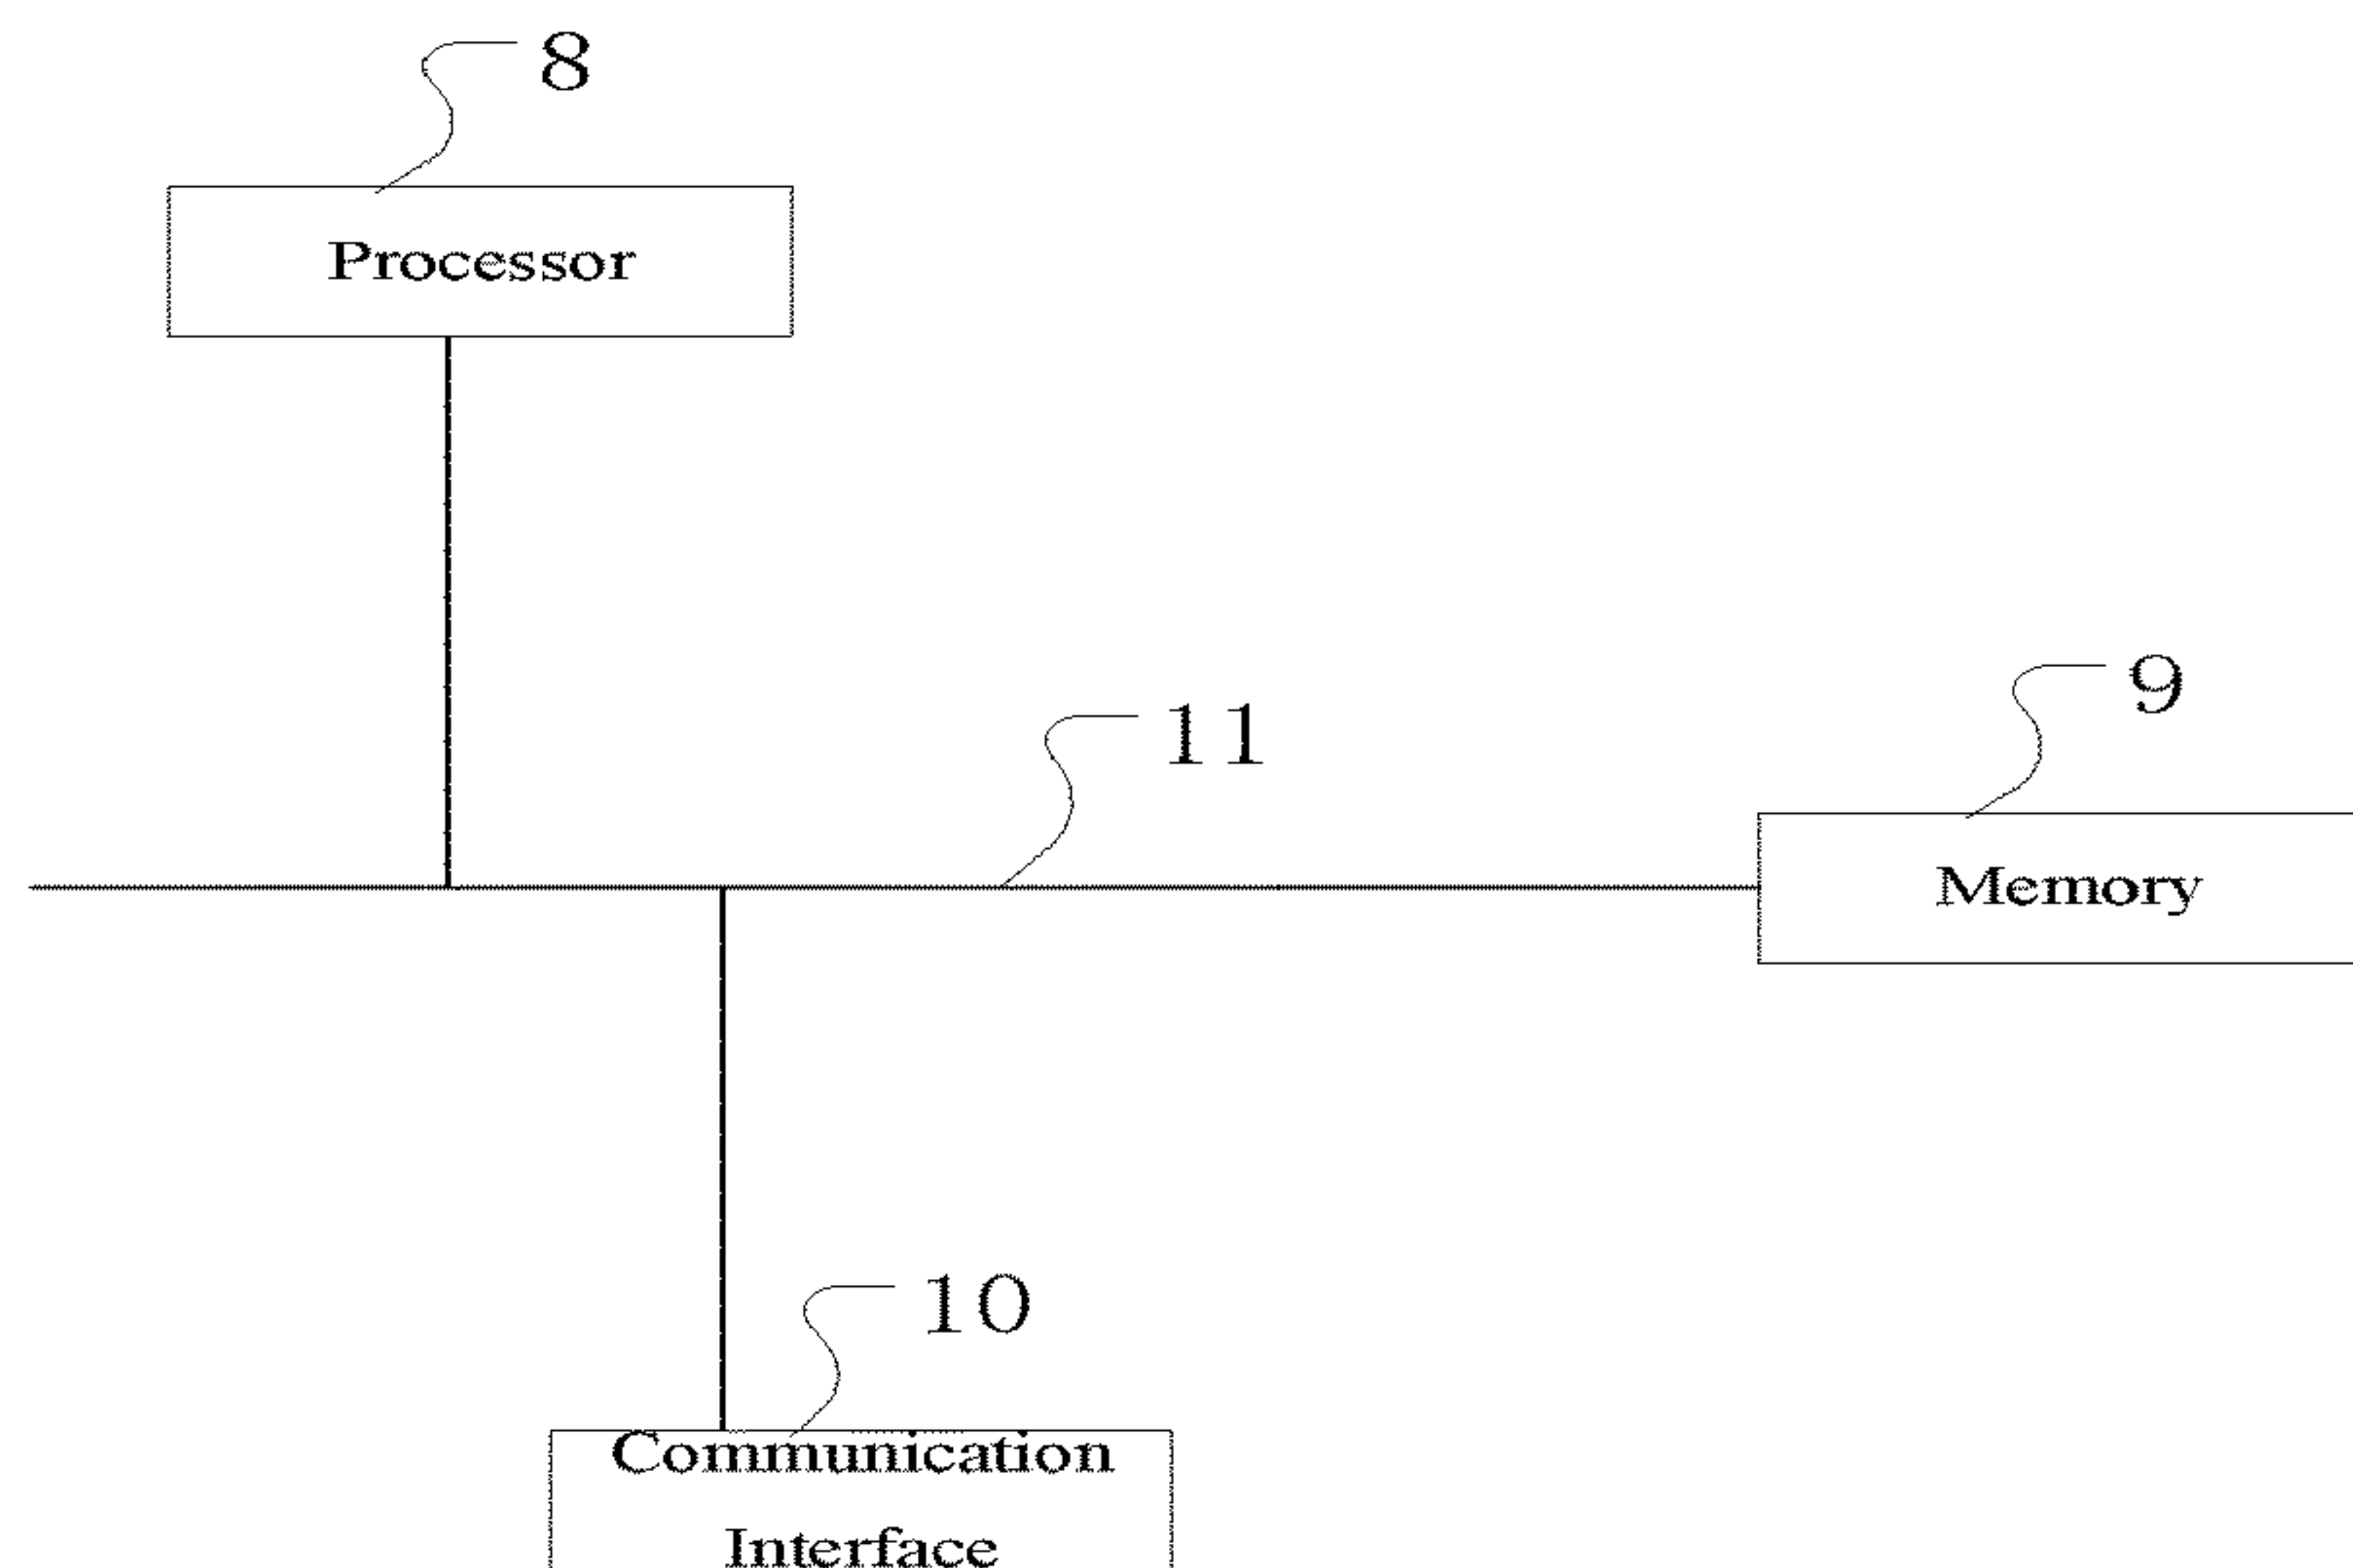 8
Processor
9
11
Memory
10
Communication
Interface